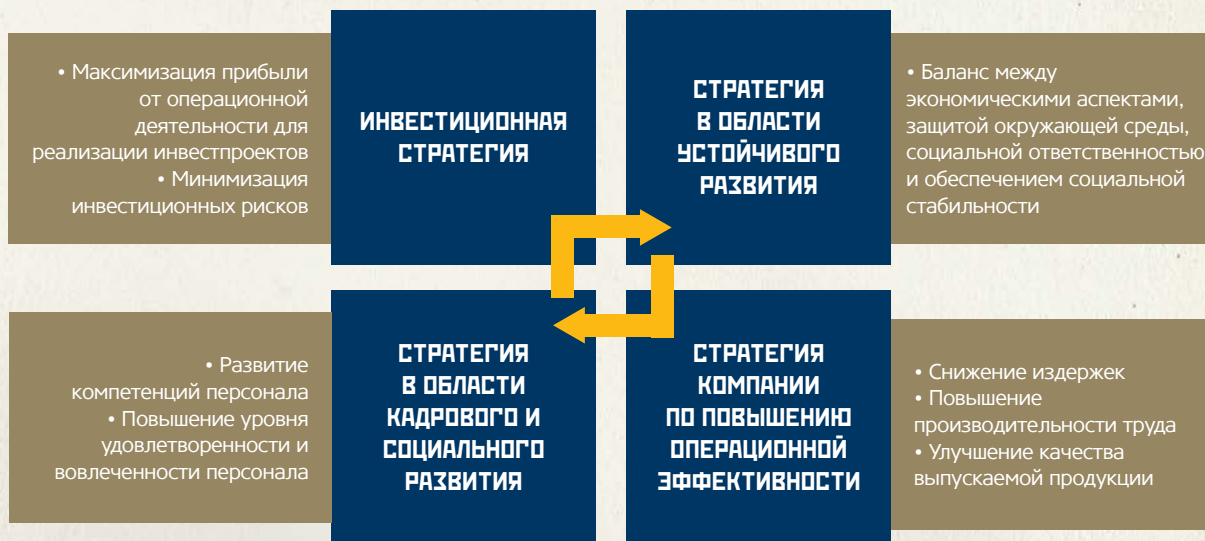 • Максимизация прибыли
от операционной
деятельности для
реализации инвестпроектов
• Минимизация
инвестиционных рисков
ИНВЕСТИЦИОННАЯ
СТРАТЕГИЯ
СТРАТЕГИЯ
В ОБЛАСТИ
УСТОЙЧИВОГО
РАЗВИТИЯ
• Баланс между
экономическими аспектами,
защитой окружающей среды,
социальной ответственностью
и обеспечением социальной
стабильности
• Развитие
компетенций персонала
• Повышение уровня
удовлетворенности и
вовлеченности персонала
СТРАТЕГИЯ
В ОБЛАСТИ
КАДРОВОГО И
СОЦИАЛЬНОГО
РАЗВИТИЯ
СТРАТЕГИЯ
КОМПАНИИ
ПО ПОВЫШЕНИЮ
ОПЕРАЦИОННОЙ
ЭФФЕКТИВНОСТИ
• Снижение издержек
• Повышение
производительности труда
• Улучшение качества
выпускаемой продукции